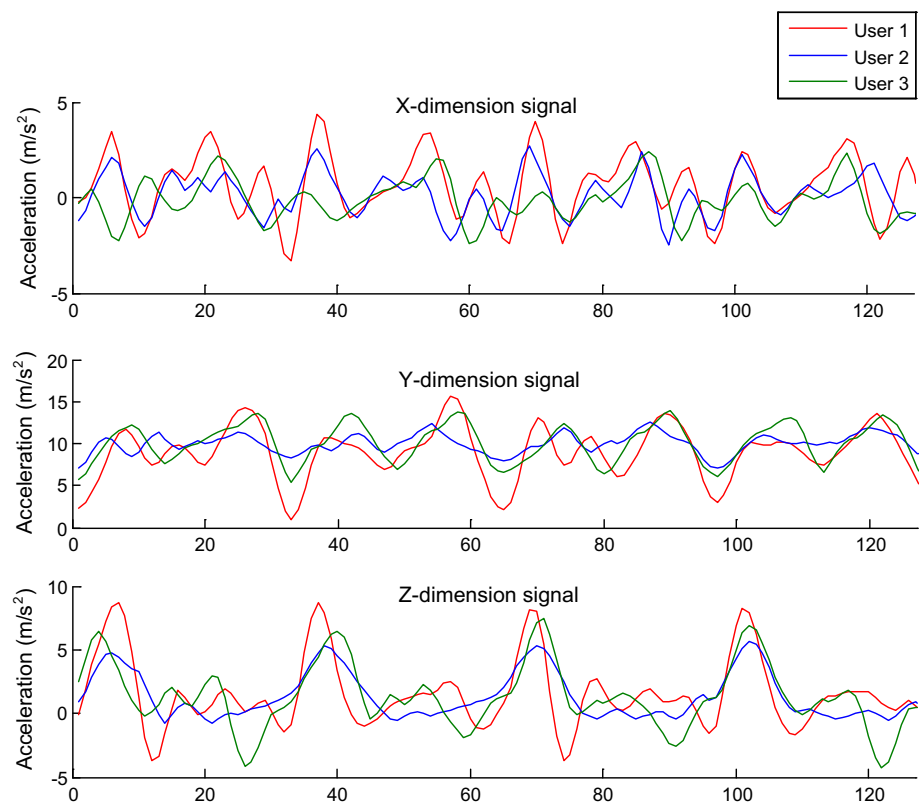 User 1
User 2
User 3
X-dimension signal
Acceleration (m/s²)
5
0
-5
0 20 40 60 80 100 120
Y-dimension signal
Acceleration (m/s²)
20
15
10
5
0
0 20 40 60 80 100 120
Z-dimension signal
Acceleration (m/s²)
10
5
0
-5
0 20 40 60 80 100 120